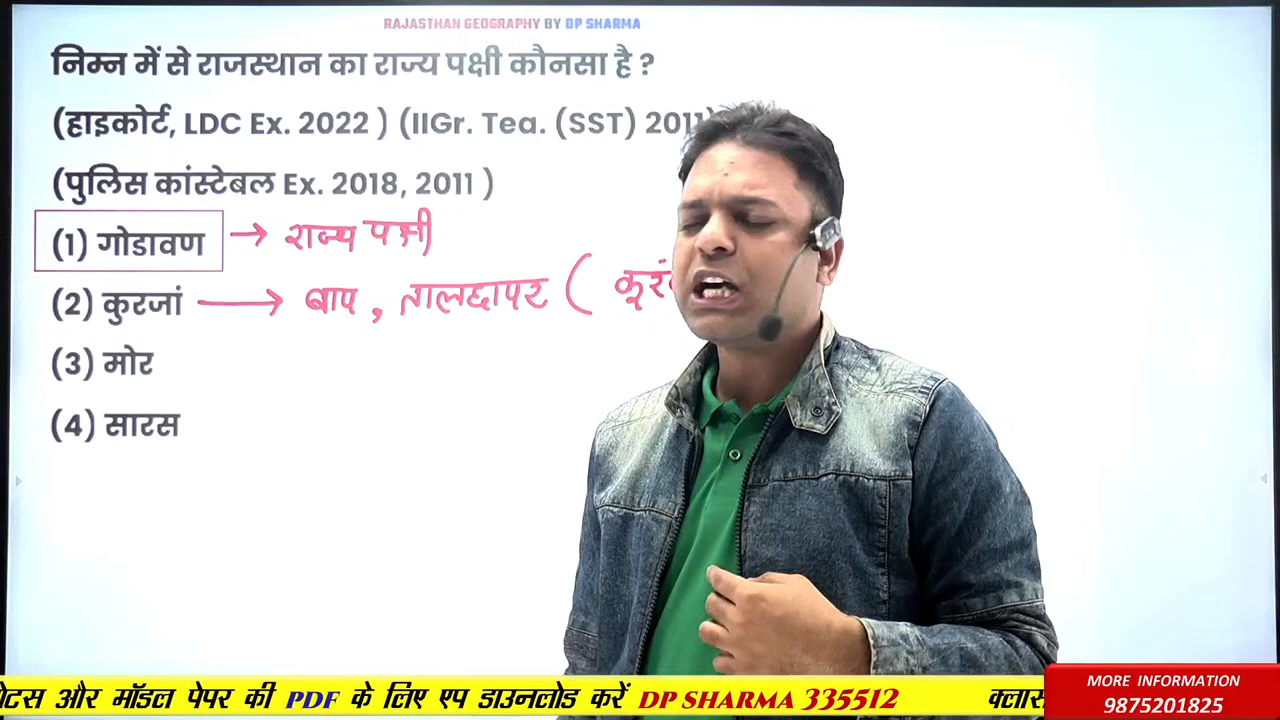 RAJASTHAN GEOGRAPHY BY DP SHARMA
निम्न में से राजस्थान का राज्य पक्षी कौनसा है ?
(हाइकोर्ट, LDC Ex. 2022 ) (IIGr. Tea. (SST) 2011)
(पुलिस कांस्टेबल Ex. 2018, 2011 )
(1) गोडावण → राज्य पक्षी
(2) कुरजां → बाप, तालछापर (
(3) मोर
(4) सारस
और मॉडल पेपर की PDF के लिए एप डाउनलोड करें DP SHARMA 335512
MORE INFORMATION
9875201825